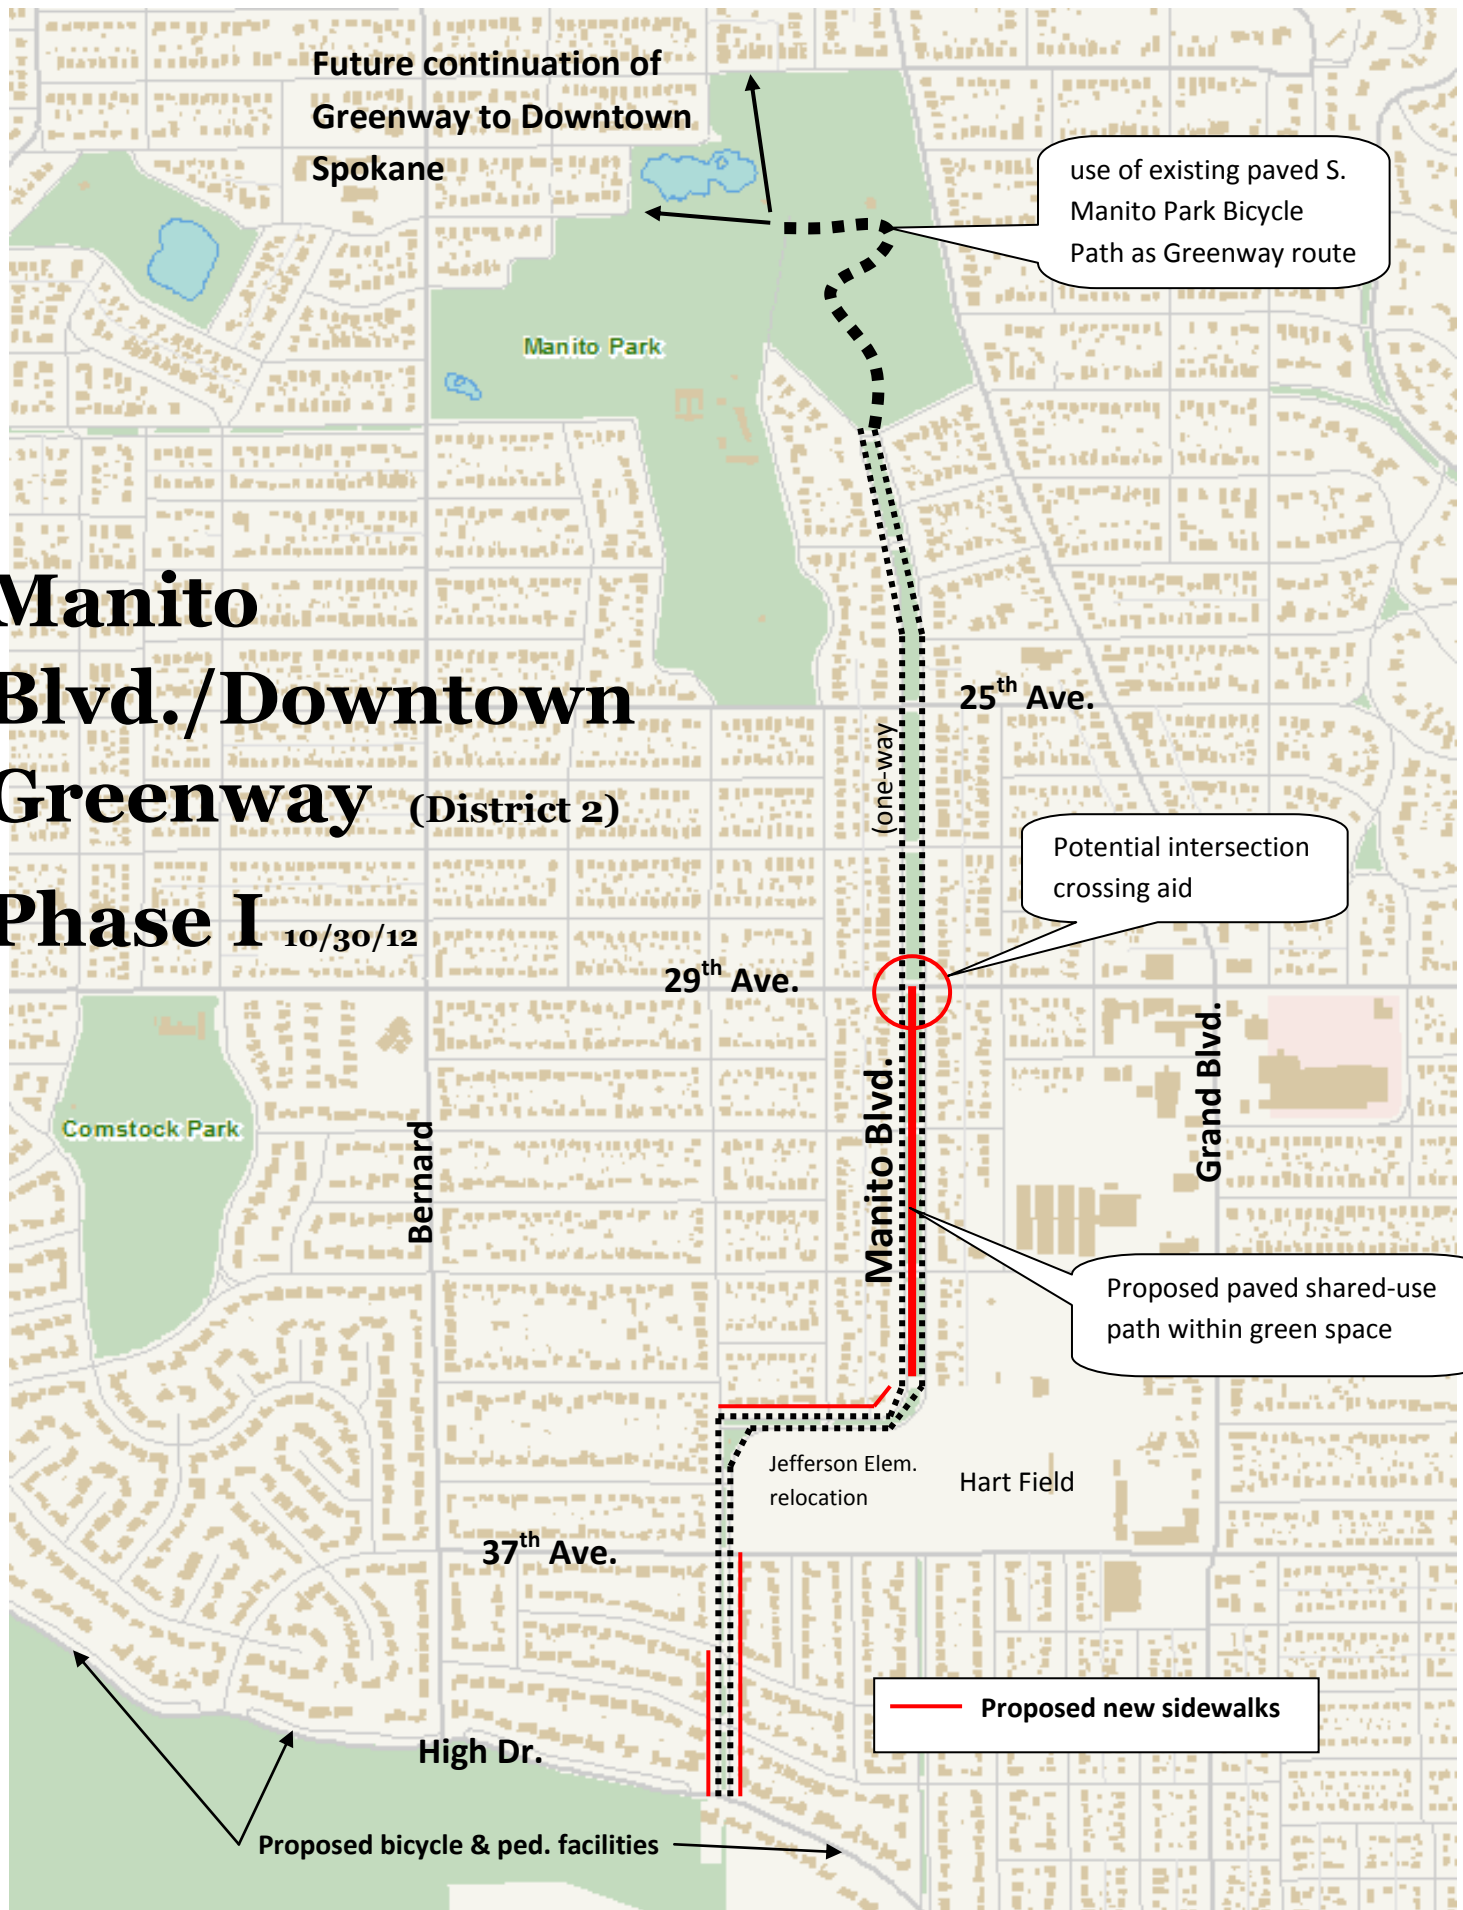 Future continuation of
Greenway to Downtown
Spokane
use of existing paved S.
Manito Park Bicycle
Path as Greenway route
Manito Park
Manito
Blvd./Downtown
Greenway (District 2)
Phase I 10/30/12
25th Ave.
(one-way
Potential intersection
crossing aid
29th Ave.
Grand Blvd.
Manito Blvd.
Comstock Park
Bernard
Proposed paved shared-use
path within green space
Jefferson Elem.
relocation
Hart Field
37th Ave.
Proposed new sidewalks
High Dr.
Proposed bicycle & ped. facilities